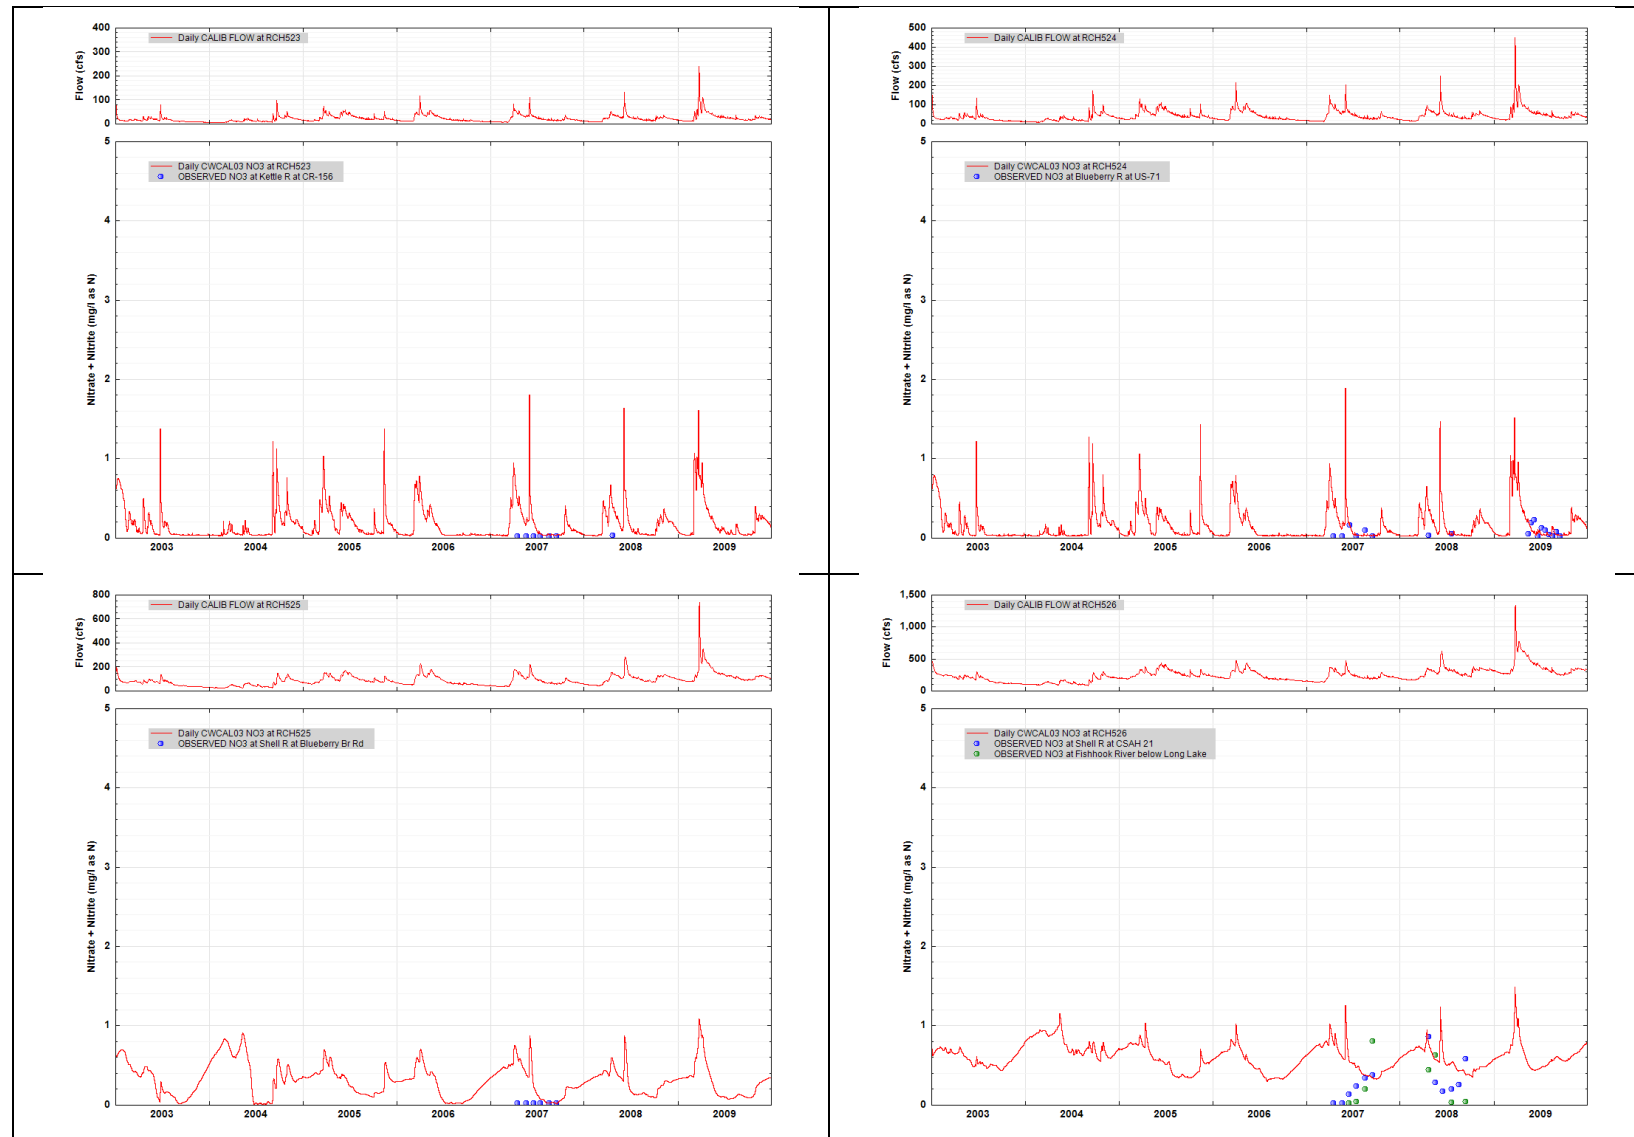 400
300
200
100
0
Flow (cfs)
Daily CALIB FLOW at RCH523
5
4
3
2
1
0
Nitrate + Nitrite (mg/l as N)
Daily CWCAL03 NO3 at RCH523
OBSERVED NO3 at Kettle R at CR-156
2003 2004 2005 2006 2007 2008 2009
500
400
300
200
100
0
Flow (cfs)
Daily CALIB FLOW at RCH524
5
4
3
2
1
0
Nitrate + Nitrite (mg/l as N)
Daily CWCAL03 NO3 at RCH524
OBSERVED NO3 at Blueberry R at US-71
2003 2004 2005 2006 2007 2008 2009
800
600
400
200
0
Flow (cfs)
Daily CALIB FLOW at RCH525
5
4
3
2
1
0
Nitrate + Nitrite (mg/l as N)
Daily CWCAL03 NO3 at RCH525
OBSERVED NO3 at Shell R at Blueberry Br Rd
2003 2004 2005 2006 2007 2008 2009
1,500
1,000
500
0
Flow (cfs)
Daily CALIB FLOW at RCH526
5
4
3
2
1
0
Nitrate + Nitrite (mg/l as N)
Daily CWCAL03 NO3 at RCH526
OBSERVED NO3 at Shell R at CSAH 21
OBSERVED NO3 at Fishhook River below Long Lake
2003 2004 2005 2006 2007 2008 2009